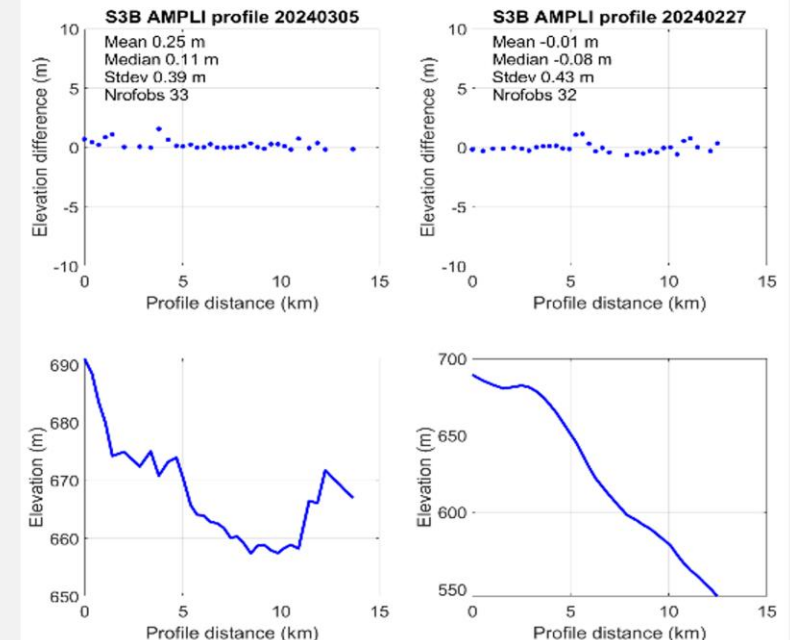 S3B AMPLI profile 20240305
Mean 0.25 m
Median 0.11 m
Stdev 0.39 m
Nrofobs 33
Elevation difference (m)
10
5
0
-5
-10
0 5 10 15
Profile distance (km)
S3B AMPLI profile 20240227
Mean -0.01 m
Median -0.08 m
Stdev 0.43 m
Nrofobs 32
Elevation difference (m)
10
5
0
-5
-10
0 5 10 15
Profile distance (km)
Elevation (m)
690
680
670
660
650
0 5 10 15
Profile distance (km)
Elevation (m)
700
650
600
550
0 5 10 15
Profile distance (km)